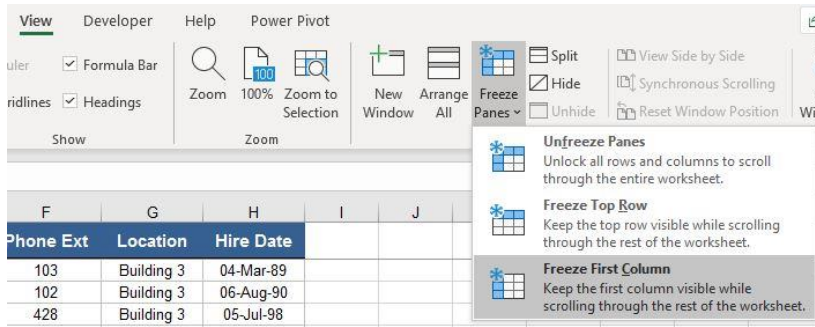 View Developer Help Power Pivot
uler Formula Bar
ridlines Headings
Show
Zoom 100% Zoom to Selection
100
Zoom
New Window Arrange All Freeze Panes
Split
Hide
Unhide
View Side by Side
Synchronous Scrolling
Reset Window Position
Wi
Unfreeze Panes
Unlock all rows and columns to scroll
through the entire worksheet.
Freeze Top Row
Keep the top row visible while scrolling
through the rest of the worksheet.
Freeze First Column
Keep the first column visible while
scrolling through the rest of the worksheet.
F G H I J
Phone Ext Location Hire Date
103 Building 3 04-Mar-89
102 Building 3 06-Aug-90
428 Building 3 05-Jul-98